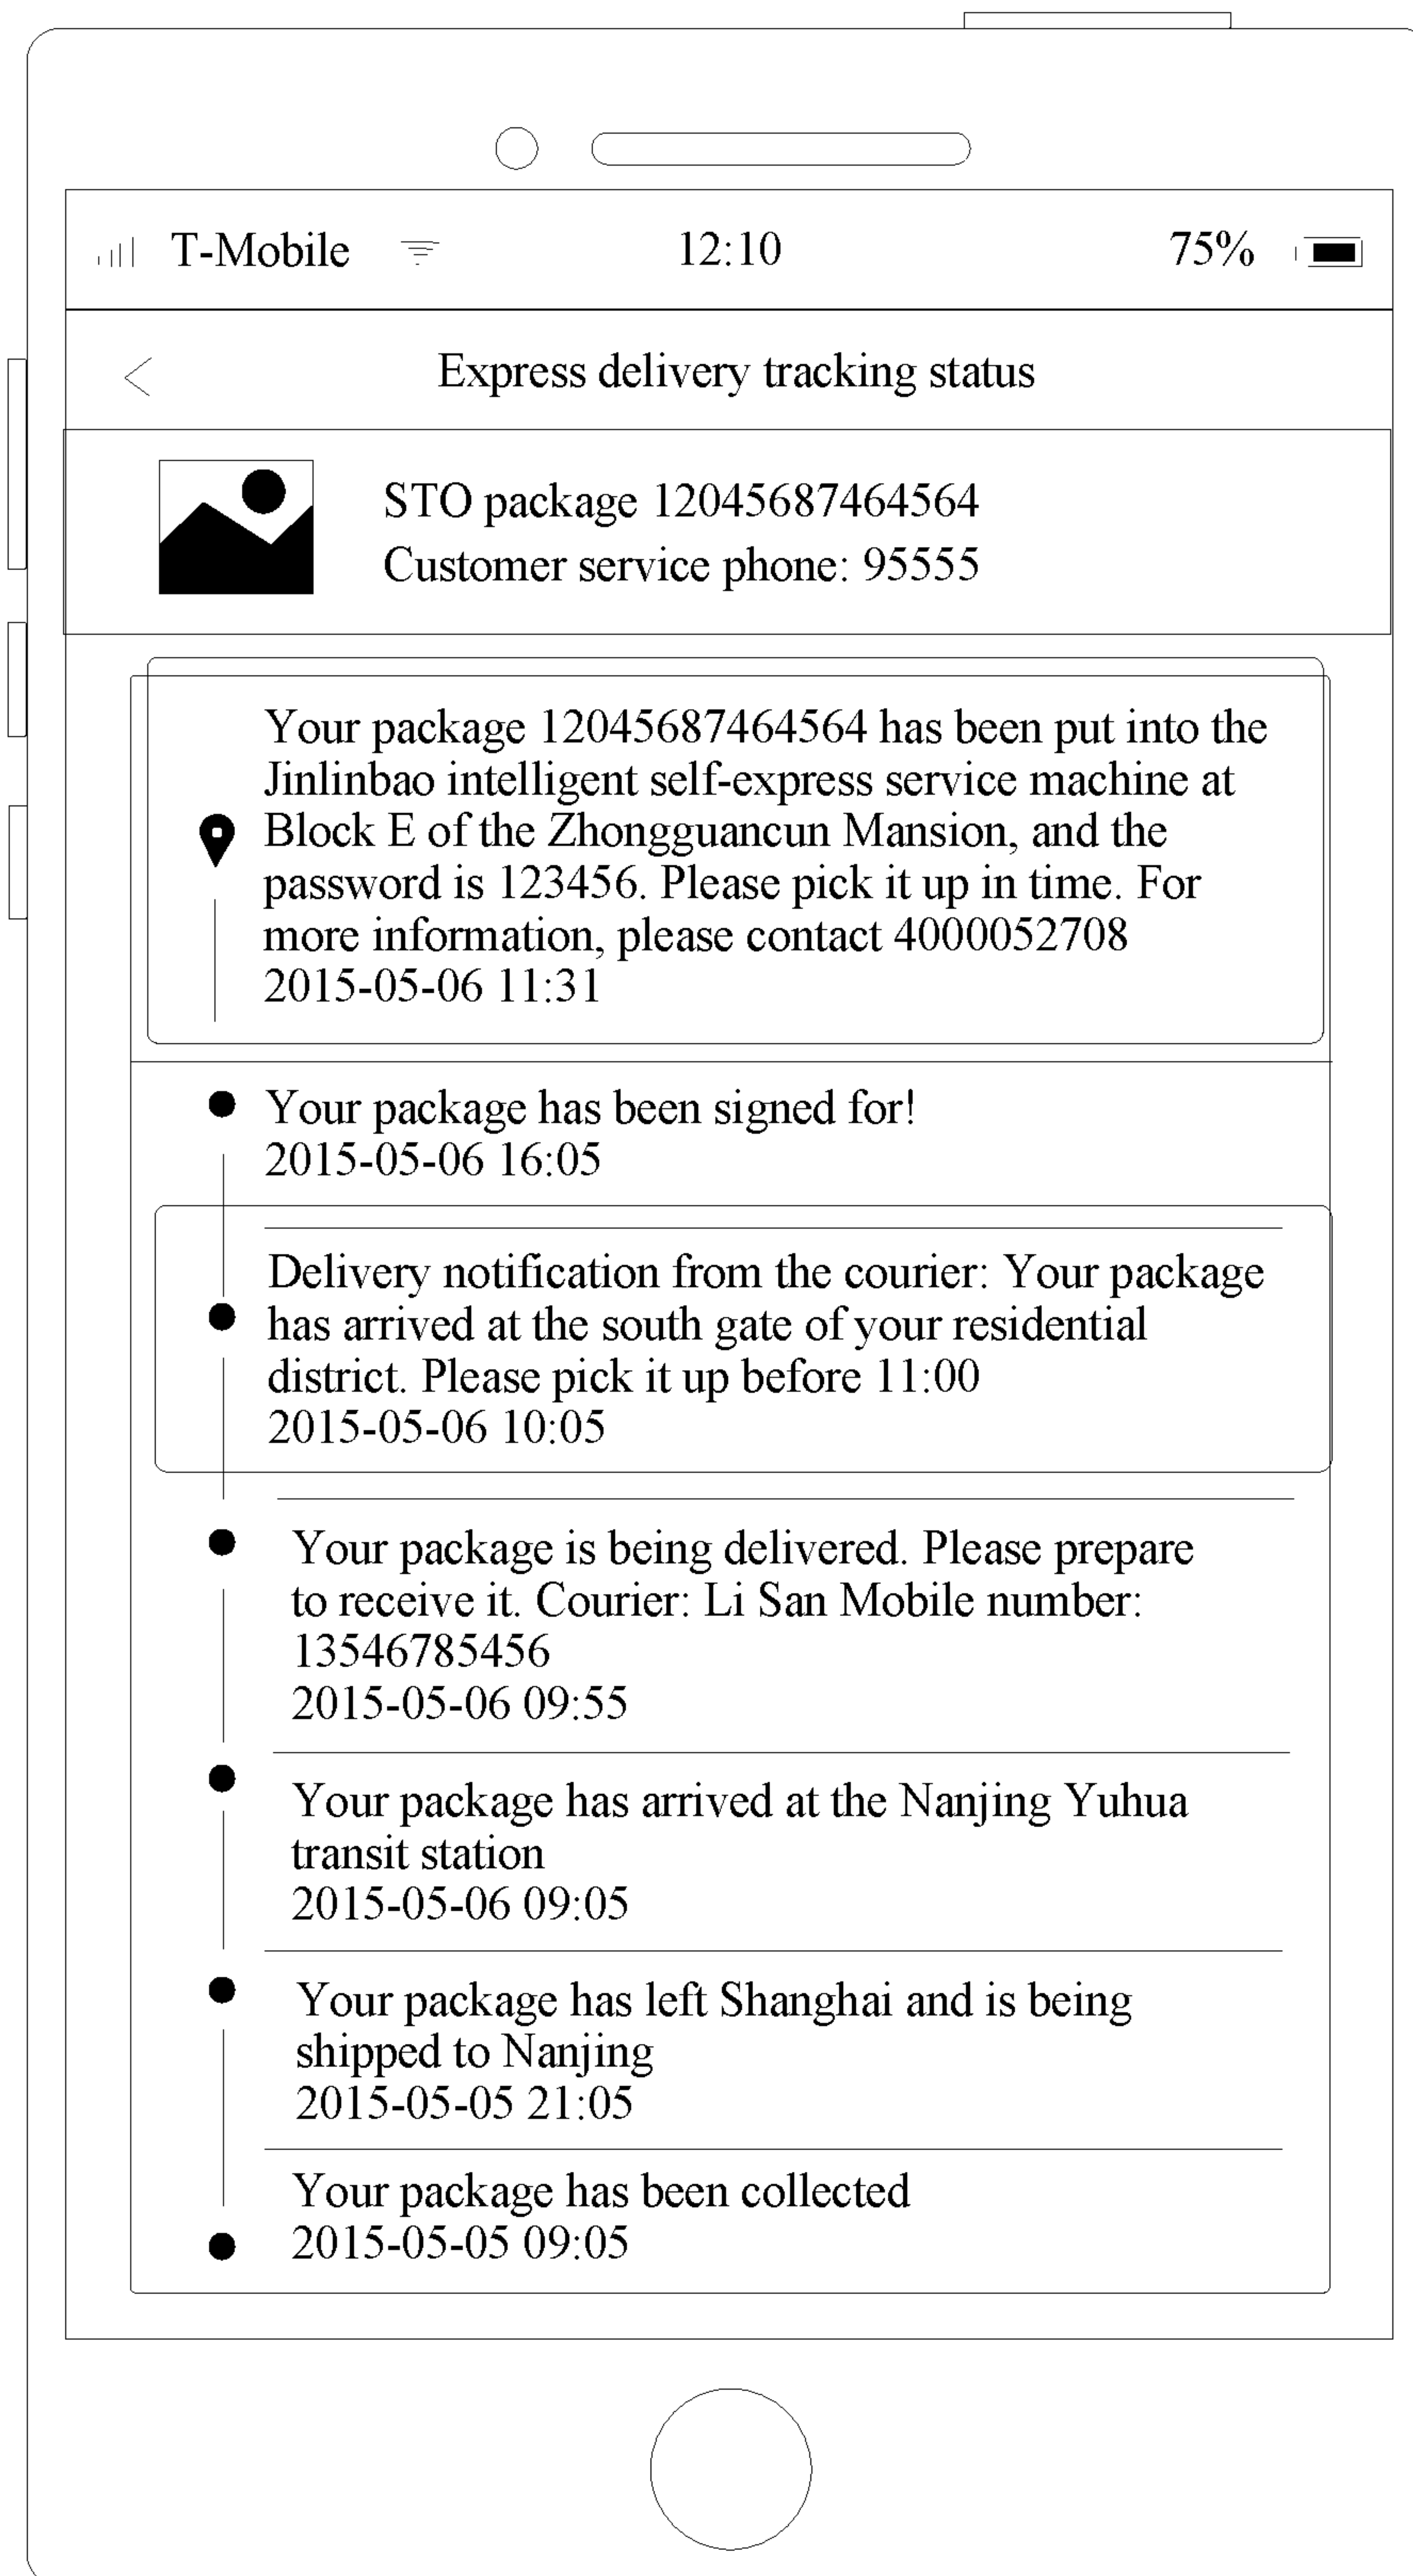 T-Mobile 12:10 75%
Express delivery tracking status
STO package 12045687464564
Customer service phone: 95555
Your package 12045687464564 has been put into the
Jinlinbao intelligent self-express service machine at
Block E of the Zhongguancun Mansion, and the
password is 123456. Please pick it up in time. For
more information, please contact 4000052708
2015-05-06 11:31
Your package has been signed for!
2015-05-06 16:05
Delivery notification from the courier: Your package
has arrived at the south gate of your residential
district. Please pick it up before 11:00
2015-05-06 10:05
Your package is being delivered. Please prepare
to receive it. Courier: Li San Mobile number:
13546785456
2015-05-06 09:55
Your package has arrived at the Nanjing Yuhua
transit station
2015-05-06 09:05
Your package has left Shanghai and is being
shipped to Nanjing
2015-05-05 21:05
Your package has been collected
2015-05-05 09:05